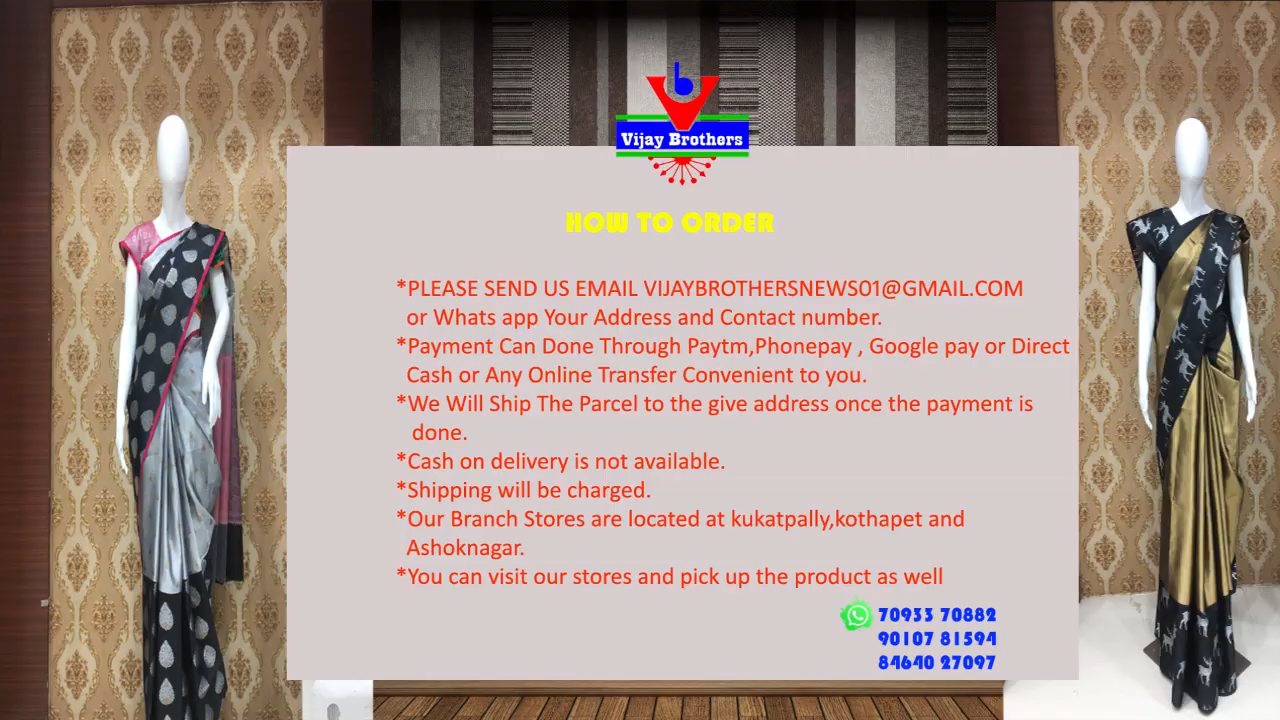 b
Vijay Brothers
HOW TO ORDER
*PLEASE SEND US EMAIL VIJAYBROTHERSNEWS01@GMAIL.COM
or Whats app Your Address and Contact number.
*Payment Can Done Through Paytm,Phonepay , Google pay or Direct
Cash or Any Online Transfer Convenient to you.
*We Will Ship The Parcel to the give address once the payment is
done.
*Cash on delivery is not available.
*Shipping will be charged.
*Our Branch Stores are located at kukatpally,kothapet and
Ashoknagar.
*You can visit our stores and pick up the product as well
70933 70882
90107 81594
84640 27097